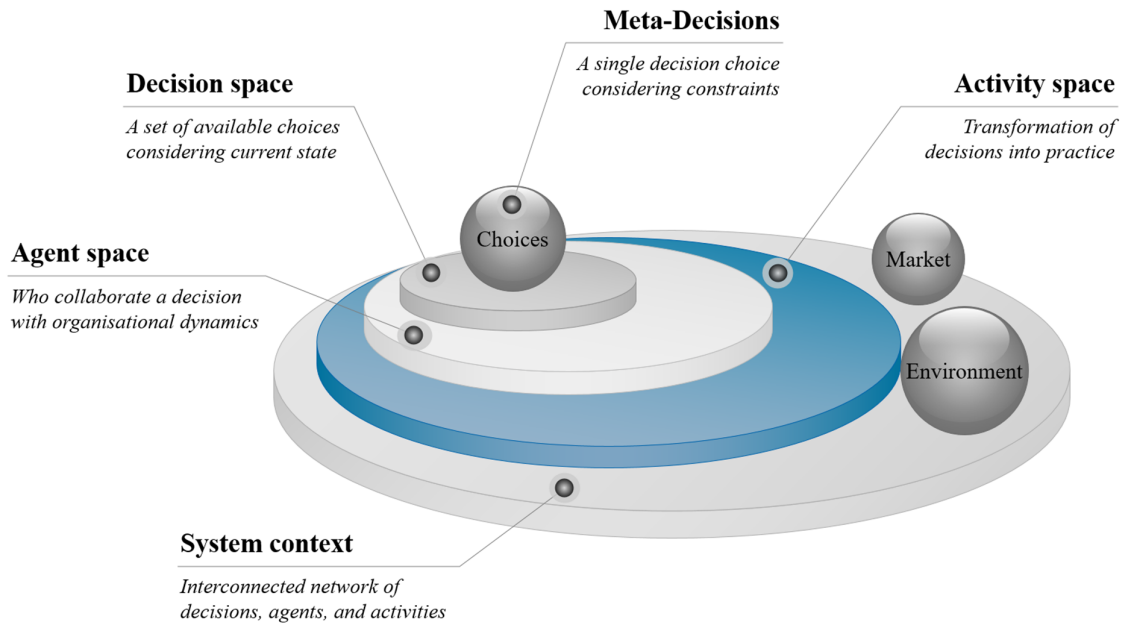 Meta-Decisions
A single decision choice
considering constraints
Decision space
A set of available choices
considering current state
Activity space
Transformation of
decisions into practice
Choices
Market
Agent space
Who collaborate a decision
with organisational dynamics
Environment
System context
Interconnected network of
decisions, agents, and activities